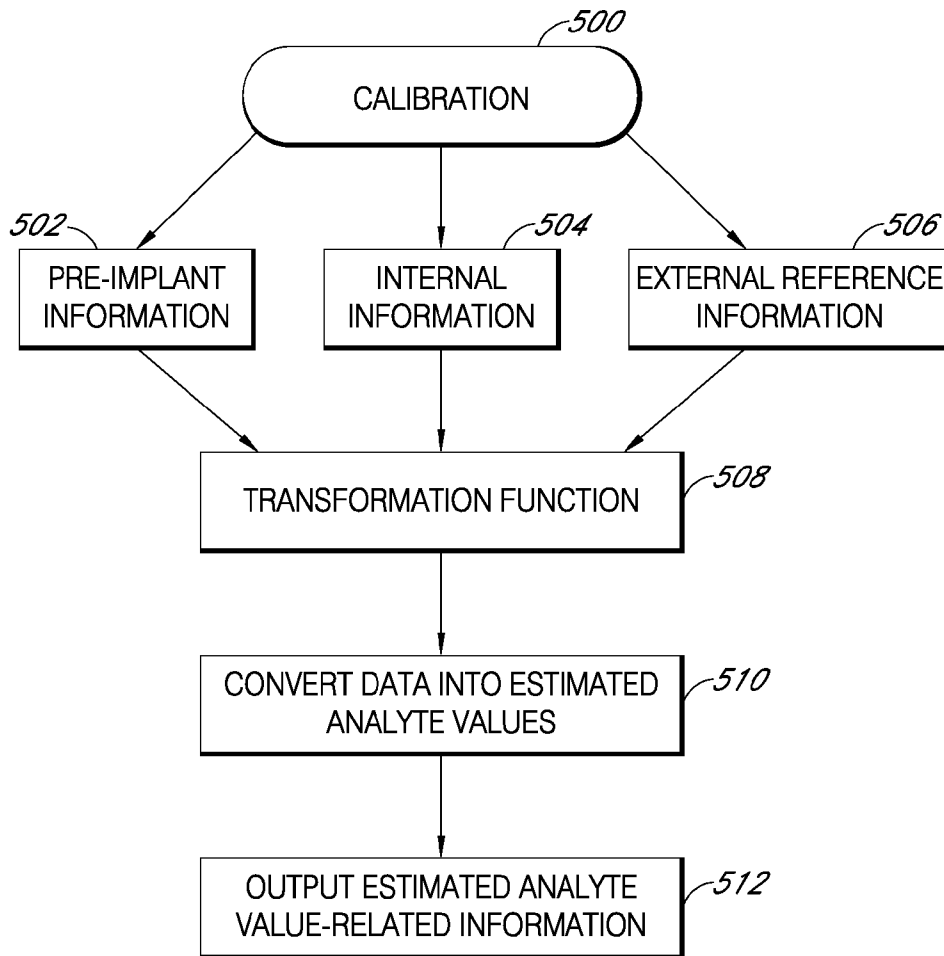 500
CALIBRATION
502
504
506
PRE-IMPLANT
INFORMATION
INTERNAL
INFORMATION
EXTERNAL REFERENCE
INFORMATION
TRANSFORMATION FUNCTION
508
CONVERT DATA INTO ESTIMATED
ANALYTE VALUES
510
OUTPUT ESTIMATED ANALYTE
VALUE-RELATED INFORMATION
512